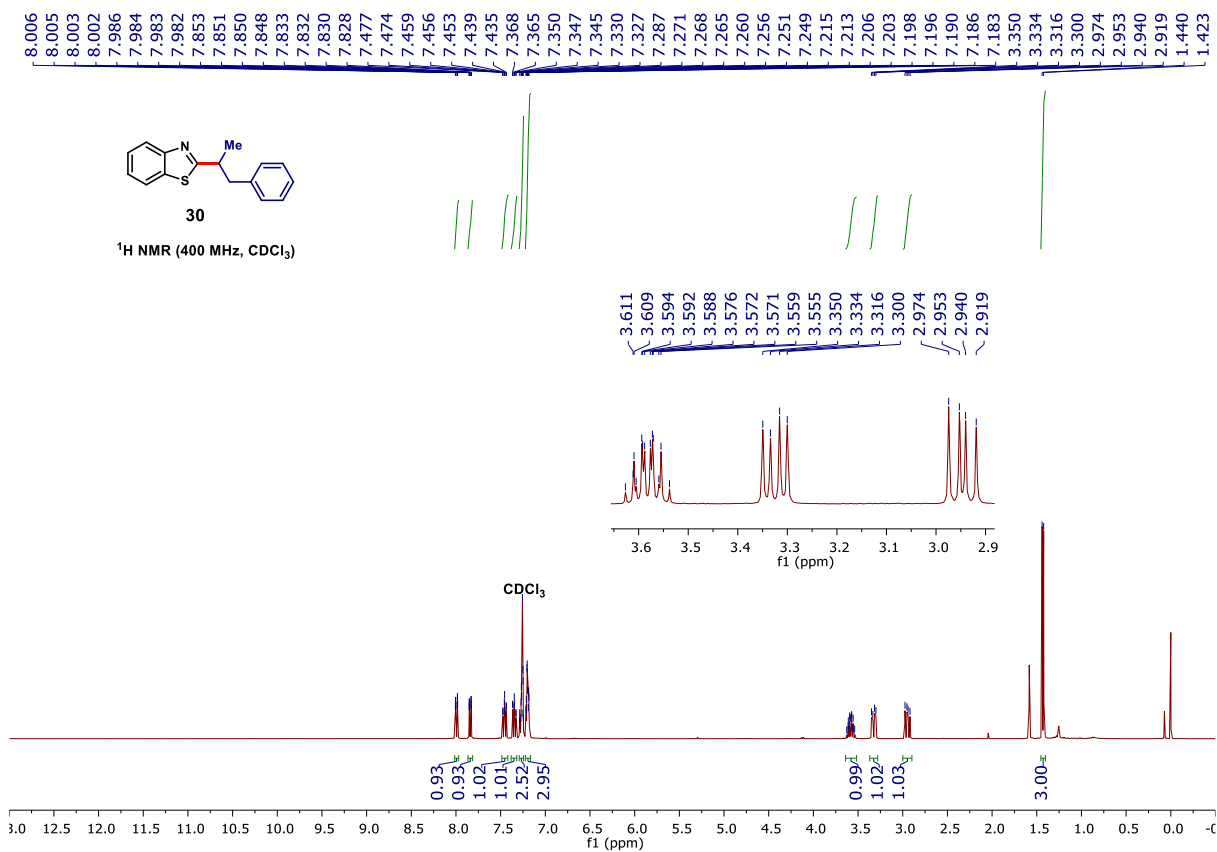 8.006 8.005 8.003 8.002 7.986 7.984 7.983 7.982 7.853 7.851 7.850 7.848 7.833 7.832 7.830 7.828 7.477 7.474 7.459 7.456 7.453 7.439 7.435 7.368 7.365 7.350 7.347 7.345 7.330 7.327 7.287 7.271 7.268 7.265 7.260 7.256 7.251 7.249 7.215 7.213 7.206 7.203 7.198 7.196 7.190 7.186 7.183 3.350 3.334 3.316 3.300 2.974 2.953 2.940 2.919 1.440 1.423
N Me
S
30
¹H NMR (400 MHz, CDCl₃)
3.611 3.609 3.594 3.592 3.588 3.576 3.572 3.571 3.559 3.555 3.350 3.334 3.316 3.300 2.974 2.953 2.940 2.919
3.6 3.5 3.4 3.3 3.2 3.1 3.0 2.9
f1 (ppm)
CDCl₃
0.93 0.93 1.02 1.01 2.52 2.95 0.99 1.02 1.03 3.00
3.0 12.5 12.0 11.5 11.0 10.5 10.0 9.5 9.0 8.5 8.0 7.5 7.0 6.5 6.0 5.5 5.0 4.5 4.0 3.5 3.0 2.5 2.0 1.5 1.0 0.5 0.0 -0
f1 (ppm)